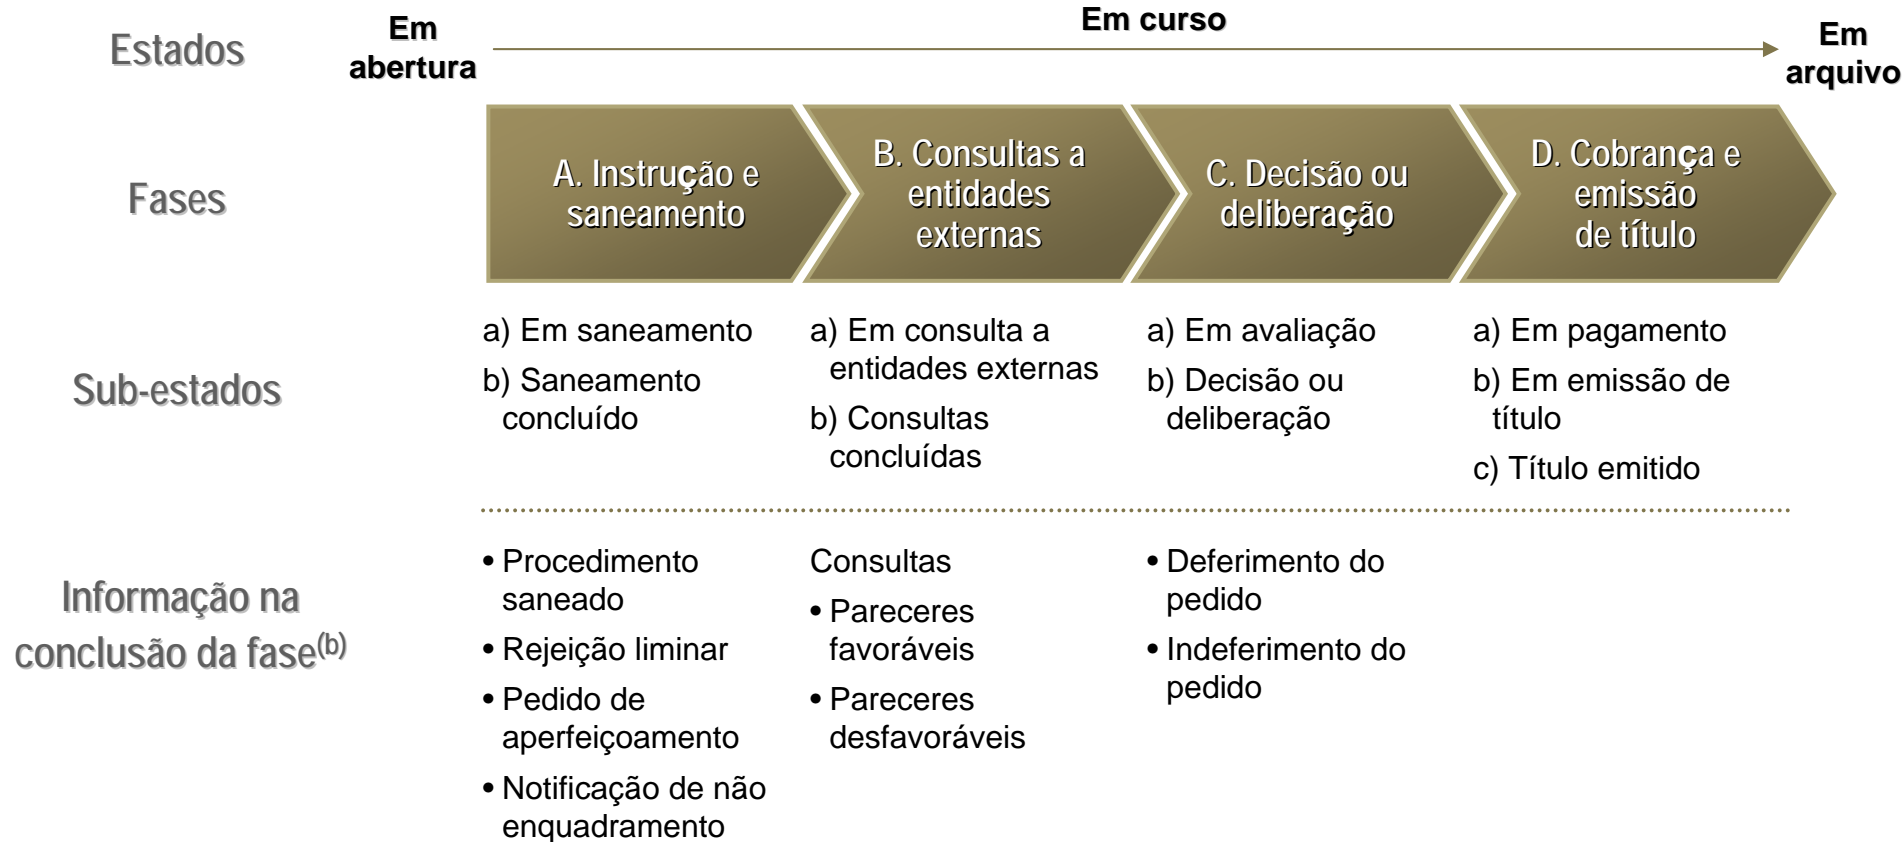 Estados
Em
abertura
Em curso
Em
arquivo
Fases
A. Instrução e
saneamento
B. Consultas a
entidades
externas
C. Decisão ou
deliberação
D. Cobrança e
emissão
de título
Sub-estados
a) Em saneamento
b) Saneamento
concluído
a) Em consulta a
entidades externas
b) Consultas
concluídas
a) Em avaliação
b) Decisão ou
deliberação
a) Em pagamento
b) Em emissão de
título
c) Título emitido
Informação na
conclusão da fase(b)
• Procedimento
saneado
• Rejeição liminar
• Pedido de
aperfeiçoamento
• Notificação de não
enquadramento
Consultas
• Pareceres
favoráveis
• Pareceres
desfavoráveis
• Deferimento do
pedido
• Indeferimento do
pedido